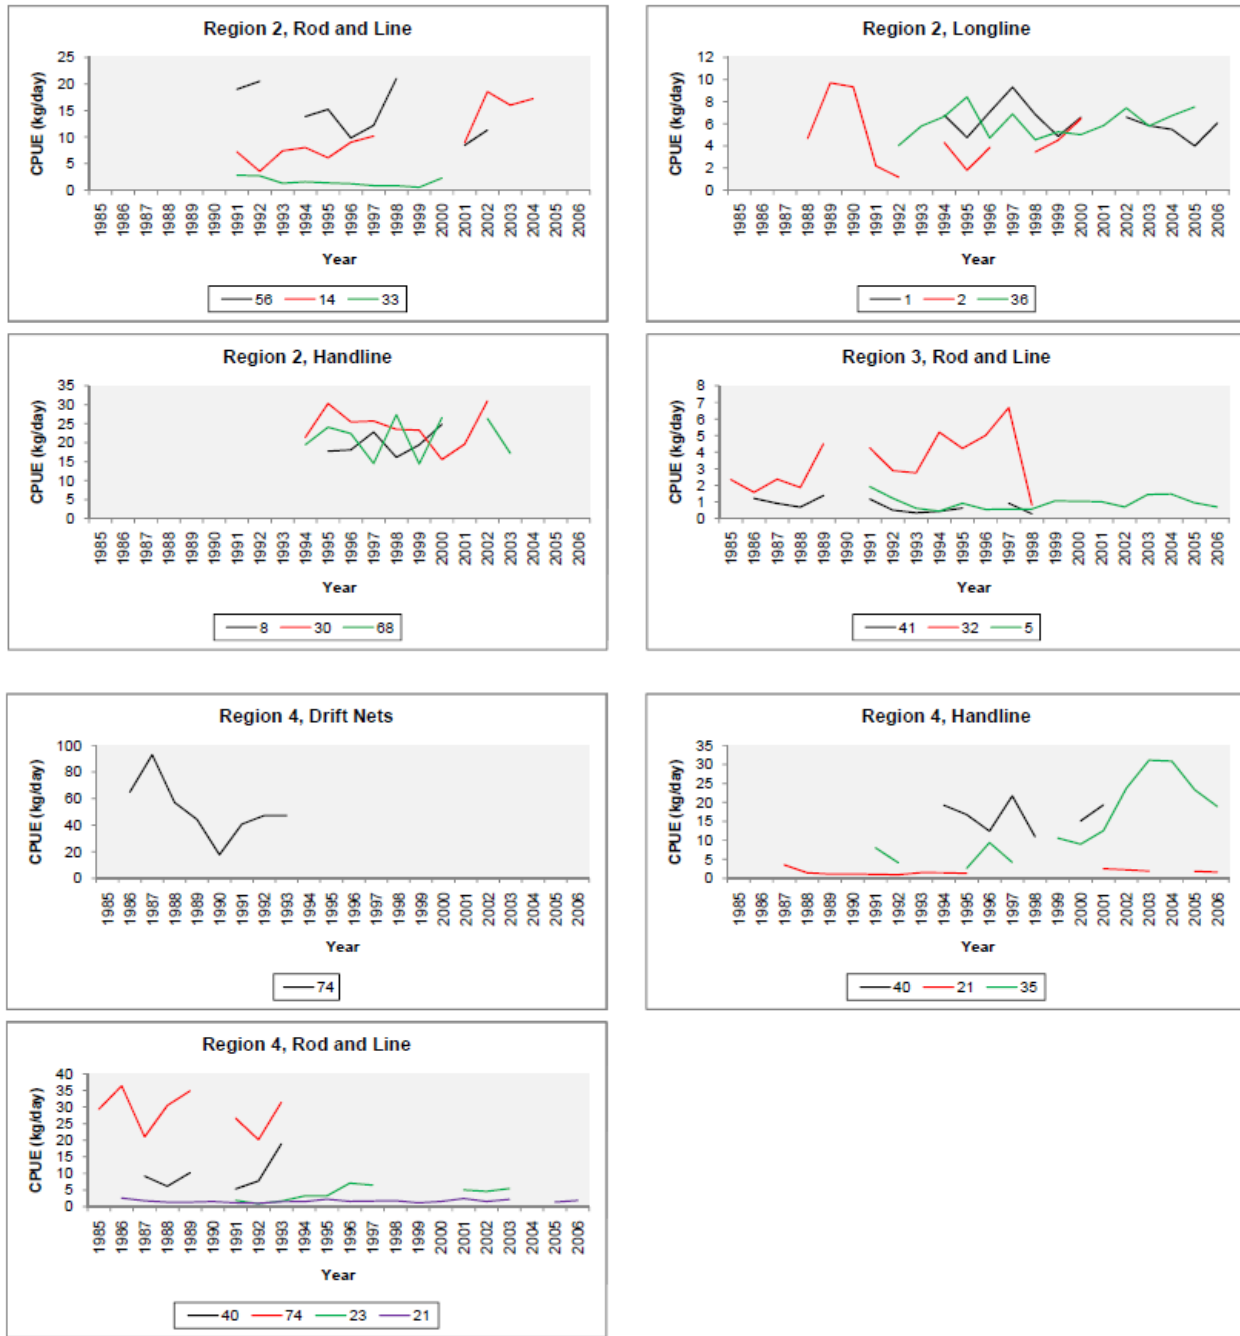 Region 2, Rod and Line
25
20
15
10
5
0
CPUE (kg/day)
1985 1986 1987 1988 1989 1990 1991 1992 1993 1994 1995 1996 1997 1998 1999 2000 2001 2002 2003 2004 2005 2006
Year
56 14 33
Region 2, Longline
12
10
8
6
4
2
0
CPUE (kg/day)
1985 1986 1987 1988 1989 1990 1991 1992 1993 1994 1995 1996 1997 1998 1999 2000 2001 2002 2003 2004 2005 2006
Year
1 2 36
Region 2, Handline
35
30
25
20
15
10
5
0
CPUE (kg/day)
1985 1986 1987 1988 1989 1990 1991 1992 1993 1994 1995 1996 1997 1998 1999 2000 2001 2002 2003 2004 2005 2006
Year
8 30 68
Region 3, Rod and Line
8
7
6
5
4
3
2
1
0
CPUE (kg/day)
1985 1986 1987 1988 1989 1990 1991 1992 1993 1994 1995 1996 1997 1998 1999 2000 2001 2002 2003 2004 2005 2006
Year
41 32 5
Region 4, Drift Nets
100
80
60
40
20
0
CPUE (kg/day)
1985 1986 1987 1988 1989 1990 1991 1992 1993 1994 1995 1996 1997 1998 1999 2000 2001 2002 2003 2004 2005 2006
Year
74
Region 4, Handline
35
30
25
20
15
10
5
0
CPUE (kg/day)
1985 1986 1987 1988 1989 1990 1991 1992 1993 1994 1995 1996 1997 1998 1999 2000 2001 2002 2003 2004 2005 2006
Year
40 21 35
Region 4, Rod and Line
40
35
30
25
20
15
10
5
0
CPUE (kg/day)
1985 1986 1987 1988 1989 1990 1991 1992 1993 1994 1995 1996 1997 1998 1999 2000 2001 2002 2003 2004 2005 2006
Year
40 74 23 21